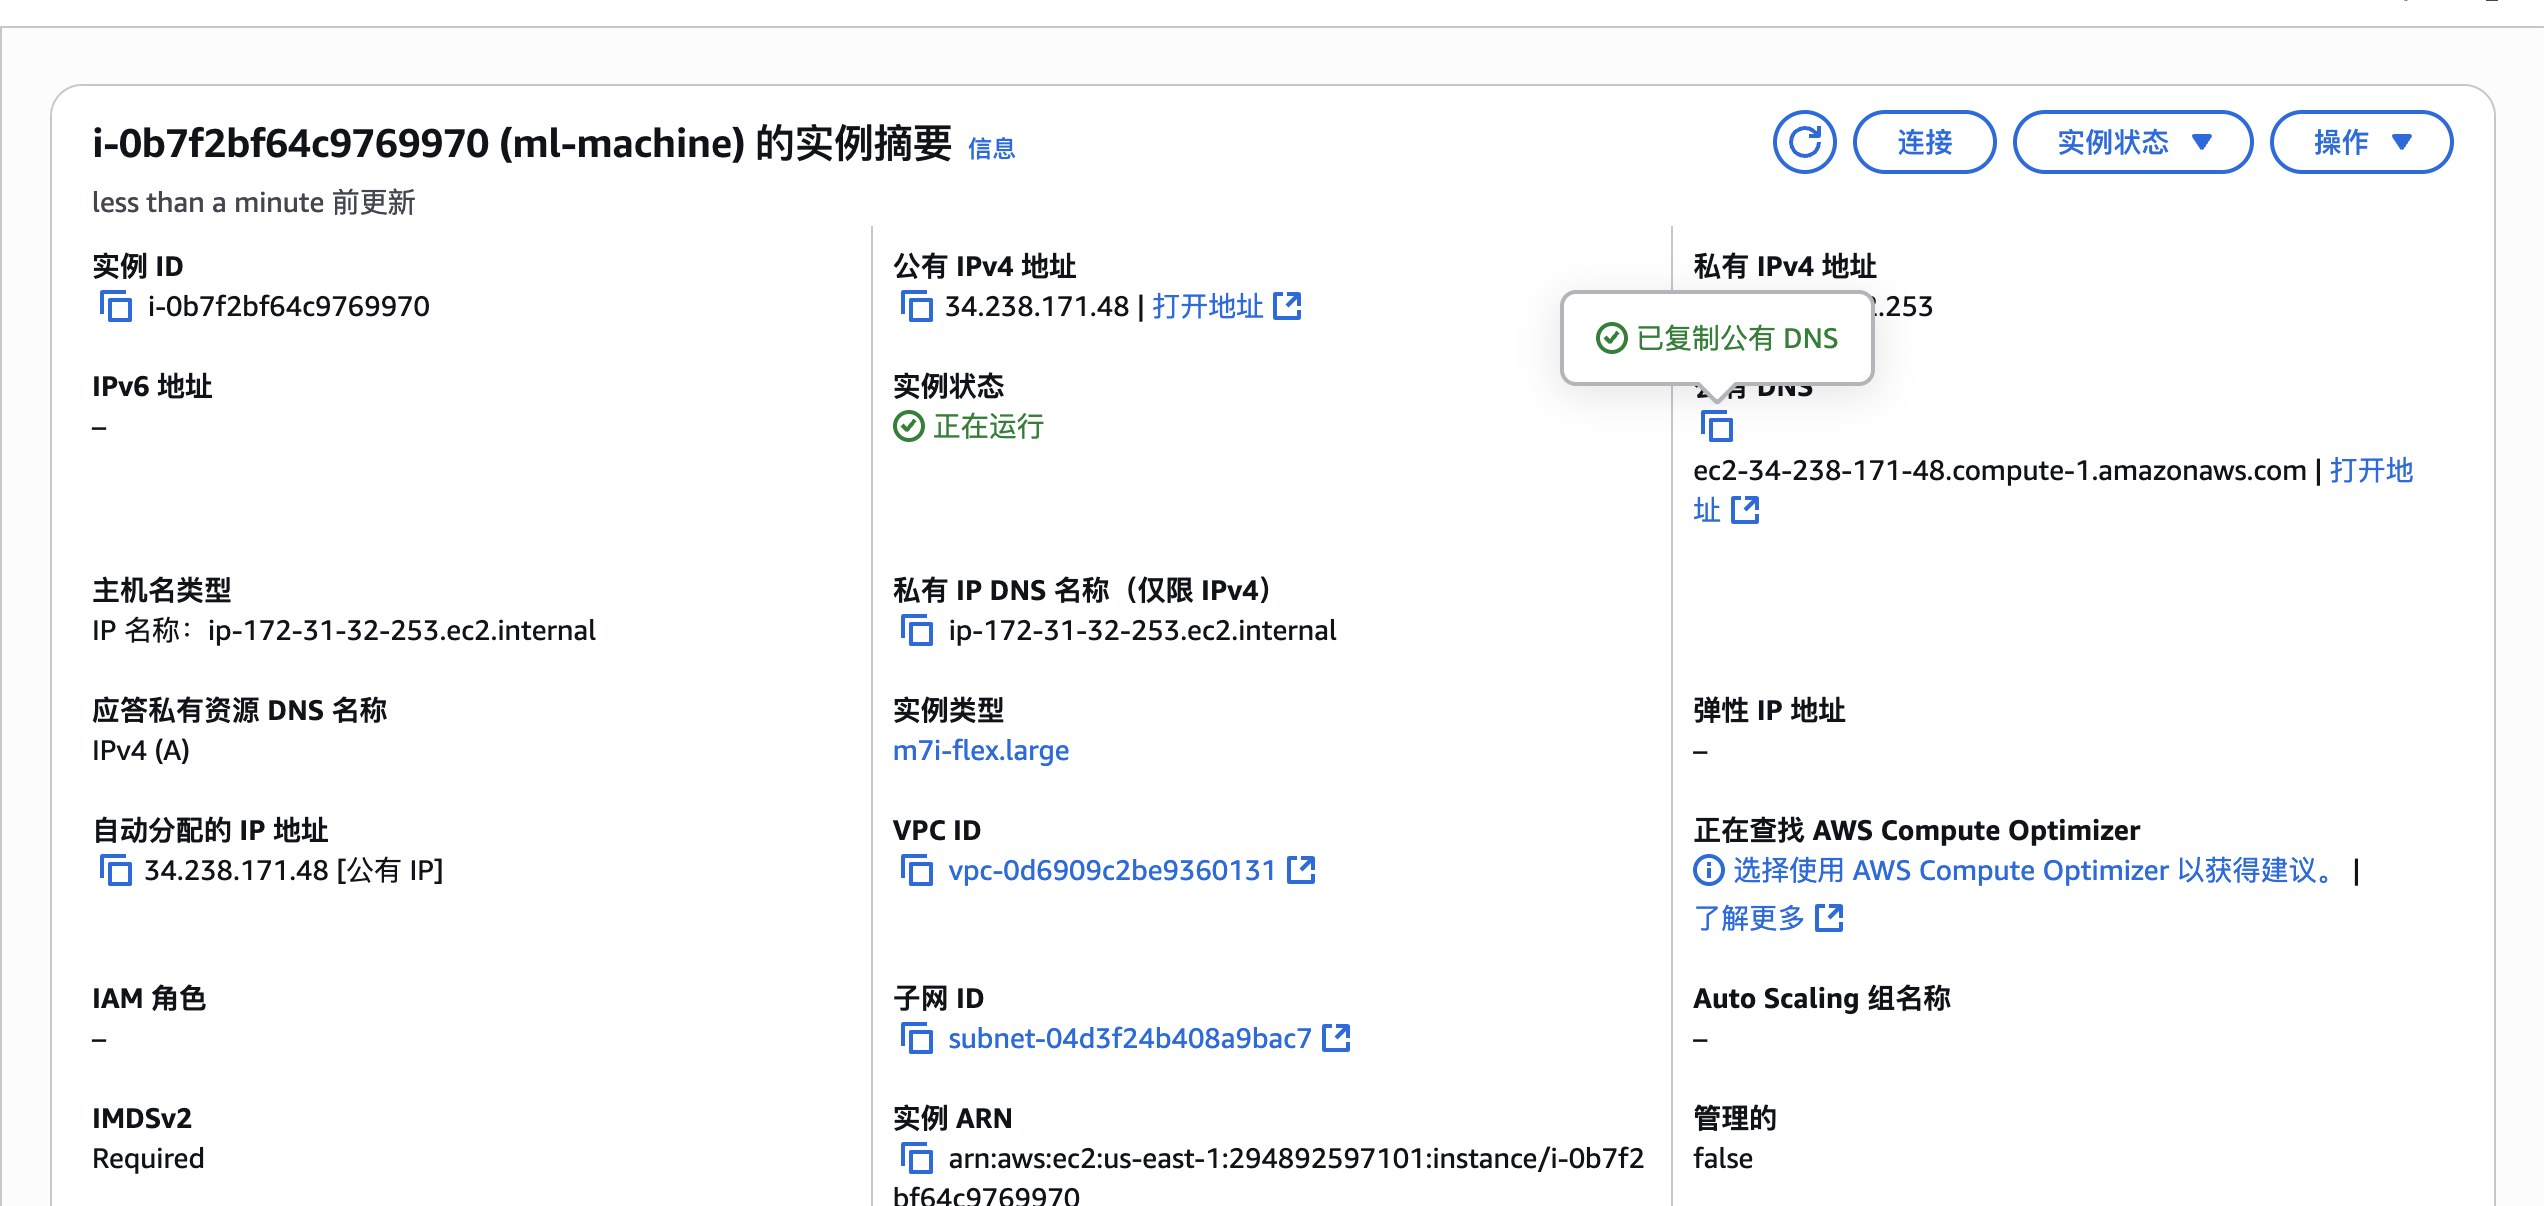 i-0b7f2bf64c9769970 (ml-machine) 的实例摘要 信息
连接
实例状态
操作
less than a minute 前更新
实例 ID
i-0b7f2bf64c9769970
公有 IPv4 地址
34.238.171.48 | 打开地址
私有 IPv4 地址
.253
已复制公有 DNS
IPv6 地址
–
实例状态
正在运行
公有 DNS
ec2-34-238-171-48.compute-1.amazonaws.com | 打开地
址
主机名类型
IP 名称：ip-172-31-32-253.ec2.internal
私有 IP DNS 名称（仅限 IPv4）
ip-172-31-32-253.ec2.internal
应答私有资源 DNS 名称
IPv4 (A)
实例类型
m7i-flex.large
弹性 IP 地址
–
自动分配的 IP 地址
34.238.171.48 [公有 IP]
VPC ID
vpc-0d6909c2be9360131
正在查找 AWS Compute Optimizer
选择使用 AWS Compute Optimizer 以获得建议。 |
了解更多
IAM 角色
–
子网 ID
subnet-04d3f24b408a9bac7
Auto Scaling 组名称
–
IMDSv2
Required
实例 ARN
arn:aws:ec2:us-east-1:294892597101:instance/i-0b7f2
bf64c9769970
管理的
false